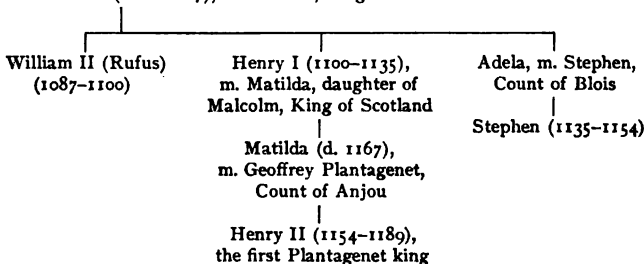 William II (Rufus)
(1087–1100)
Henry I (1100–1135),
m. Matilda, daughter of
Malcolm, King of Scotland
Matilda (d. 1167),
m. Geoffrey Plantagenet,
Count of Anjou
Henry II (1154–1189),
the first Plantagenet king
Adela, m. Stephen,
Count of Blois
Stephen (1135–1154)